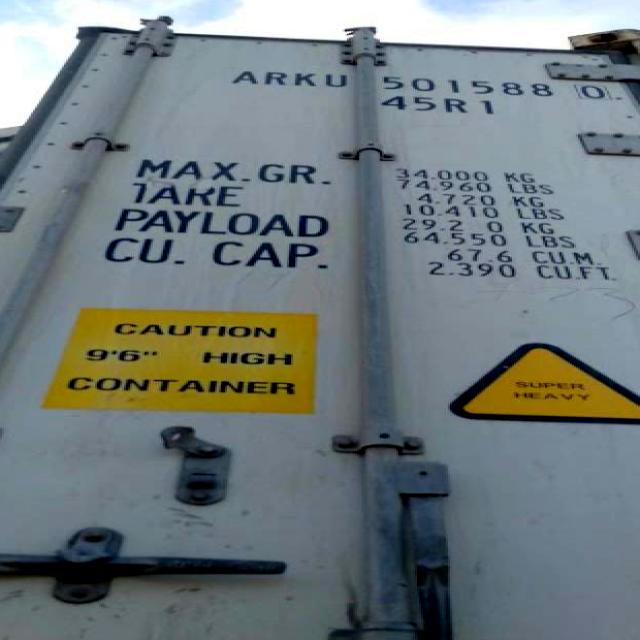 ARKU 501588 0
45R1
MAX.GR. 34.000 KG
74.960 LBS
TARE 4.720 KG
10.410 LBS
PAYLOAD 29.280 KG
64.550 LBS
CU. CAP. 67.6 CU.M.
2.390 CU.FT.
CAUTION
9'6" HIGH
CONTAINER
SUPER
HEAVY